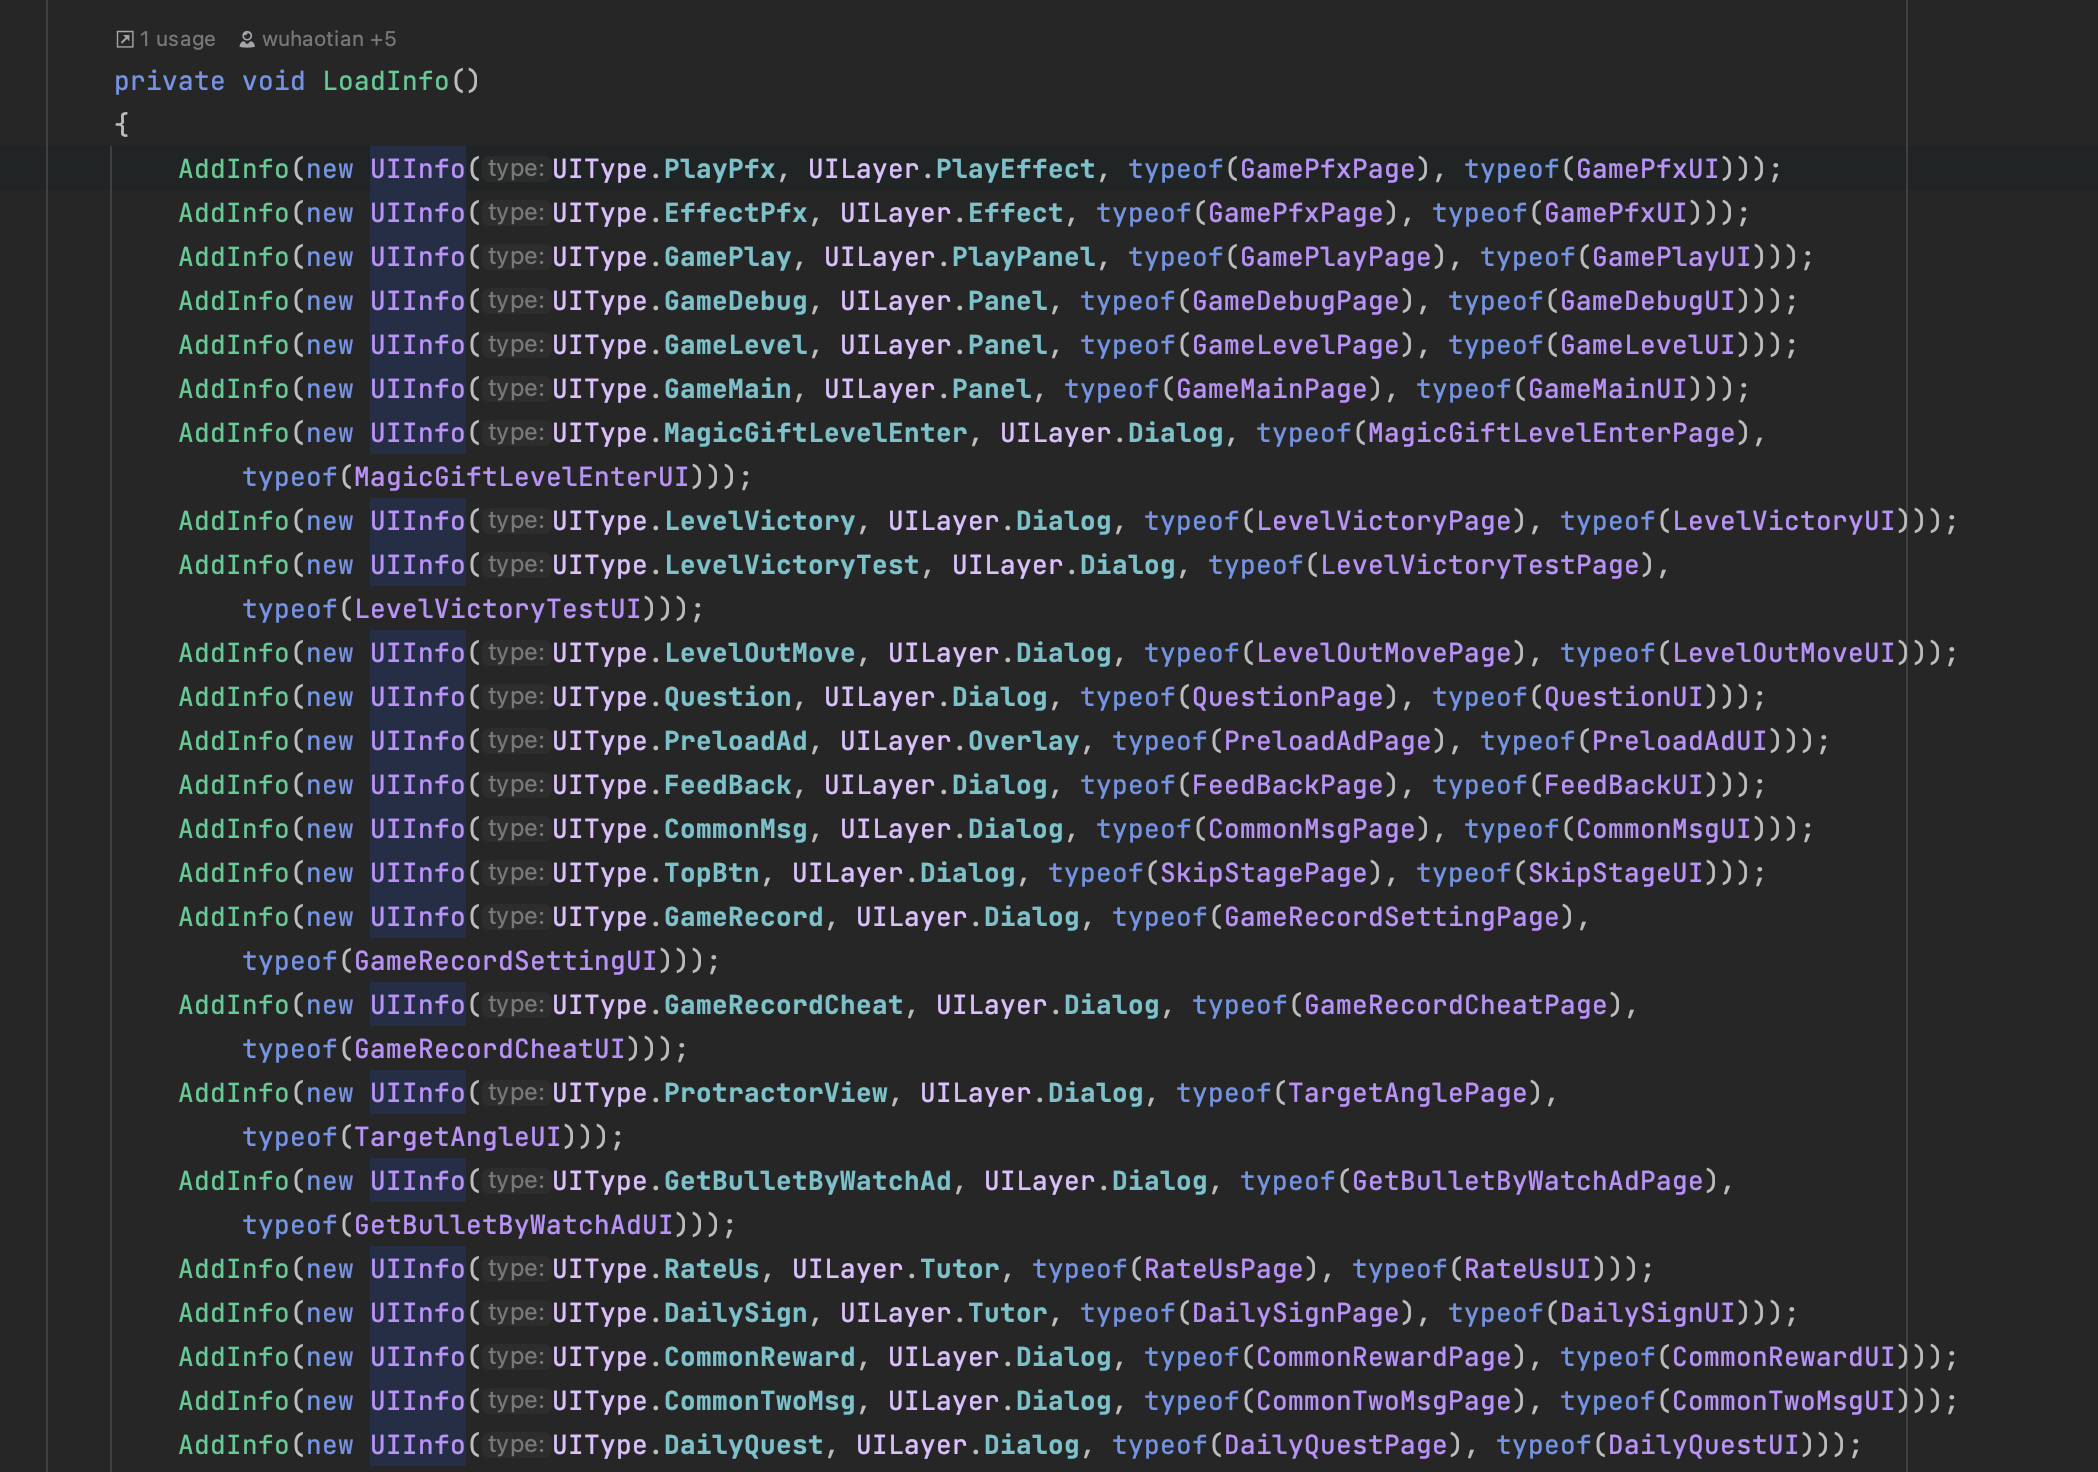 1 usage wuhaotian +5
private void LoadInfo()
{
AddInfo(new UIInfo(type:UIType.PlayPfx, UILayer.PlayEffect, typeof(GamePfxPage), typeof(GamePfxUI)));
AddInfo(new UIInfo(type:UIType.EffectPfx, UILayer.Effect, typeof(GamePfxPage), typeof(GamePfxUI)));
AddInfo(new UIInfo(type:UIType.GamePlay, UILayer.PlayPanel, typeof(GamePlayPage), typeof(GamePlayUI)));
AddInfo(new UIInfo(type:UIType.GameDebug, UILayer.Panel, typeof(GameDebugPage), typeof(GameDebugUI)));
AddInfo(new UIInfo(type:UIType.GameLevel, UILayer.Panel, typeof(GameLevelPage), typeof(GameLevelUI)));
AddInfo(new UIInfo(type:UIType.GameMain, UILayer.Panel, typeof(GameMainPage), typeof(GameMainUI)));
AddInfo(new UIInfo(type:UIType.MagicGiftLevelEnter, UILayer.Dialog, typeof(MagicGiftLevelEnterPage),
typeof(MagicGiftLevelEnterUI)));
AddInfo(new UIInfo(type:UIType.LevelVictory, UILayer.Dialog, typeof(LevelVictoryPage), typeof(LevelVictoryUI)));
AddInfo(new UIInfo(type:UIType.LevelVictoryTest, UILayer.Dialog, typeof(LevelVictoryTestPage),
typeof(LevelVictoryTestUI)));
AddInfo(new UIInfo(type:UIType.LevelOutMove, UILayer.Dialog, typeof(LevelOutMovePage), typeof(LevelOutMoveUI)));
AddInfo(new UIInfo(type:UIType.Question, UILayer.Dialog, typeof(QuestionPage), typeof(QuestionUI)));
AddInfo(new UIInfo(type:UIType.PreloadAd, UILayer.Overlay, typeof(PreloadAdPage), typeof(PreloadAdUI)));
AddInfo(new UIInfo(type:UIType.FeedBack, UILayer.Dialog, typeof(FeedBackPage), typeof(FeedBackUI)));
AddInfo(new UIInfo(type:UIType.CommonMsg, UILayer.Dialog, typeof(CommonMsgPage), typeof(CommonMsgUI)));
AddInfo(new UIInfo(type:UIType.TopBtn, UILayer.Dialog, typeof(SkipStagePage), typeof(SkipStageUI)));
AddInfo(new UIInfo(type:UIType.GameRecord, UILayer.Dialog, typeof(GameRecordSettingPage),
typeof(GameRecordSettingUI)));
AddInfo(new UIInfo(type:UIType.GameRecordCheat, UILayer.Dialog, typeof(GameRecordCheatPage),
typeof(GameRecordCheatUI)));
AddInfo(new UIInfo(type:UIType.ProtractorView, UILayer.Dialog, typeof(TargetAnglePage),
typeof(TargetAngleUI)));
AddInfo(new UIInfo(type:UIType.GetBulletByWatchAd, UILayer.Dialog, typeof(GetBulletByWatchAdPage),
typeof(GetBulletByWatchAdUI)));
AddInfo(new UIInfo(type:UIType.RateUs, UILayer.Tutor, typeof(RateUsPage), typeof(RateUsUI)));
AddInfo(new UIInfo(type:UIType.DailySign, UILayer.Tutor, typeof(DailySignPage), typeof(DailySignUI)));
AddInfo(new UIInfo(type:UIType.CommonReward, UILayer.Dialog, typeof(CommonRewardPage), typeof(CommonRewardUI)));
AddInfo(new UIInfo(type:UIType.CommonTwoMsg, UILayer.Dialog, typeof(CommonTwoMsgPage), typeof(CommonTwoMsgUI)));
AddInfo(new UIInfo(type:UIType.DailyQuest, UILayer.Dialog, typeof(DailyQuestPage), typeof(DailyQuestUI)));